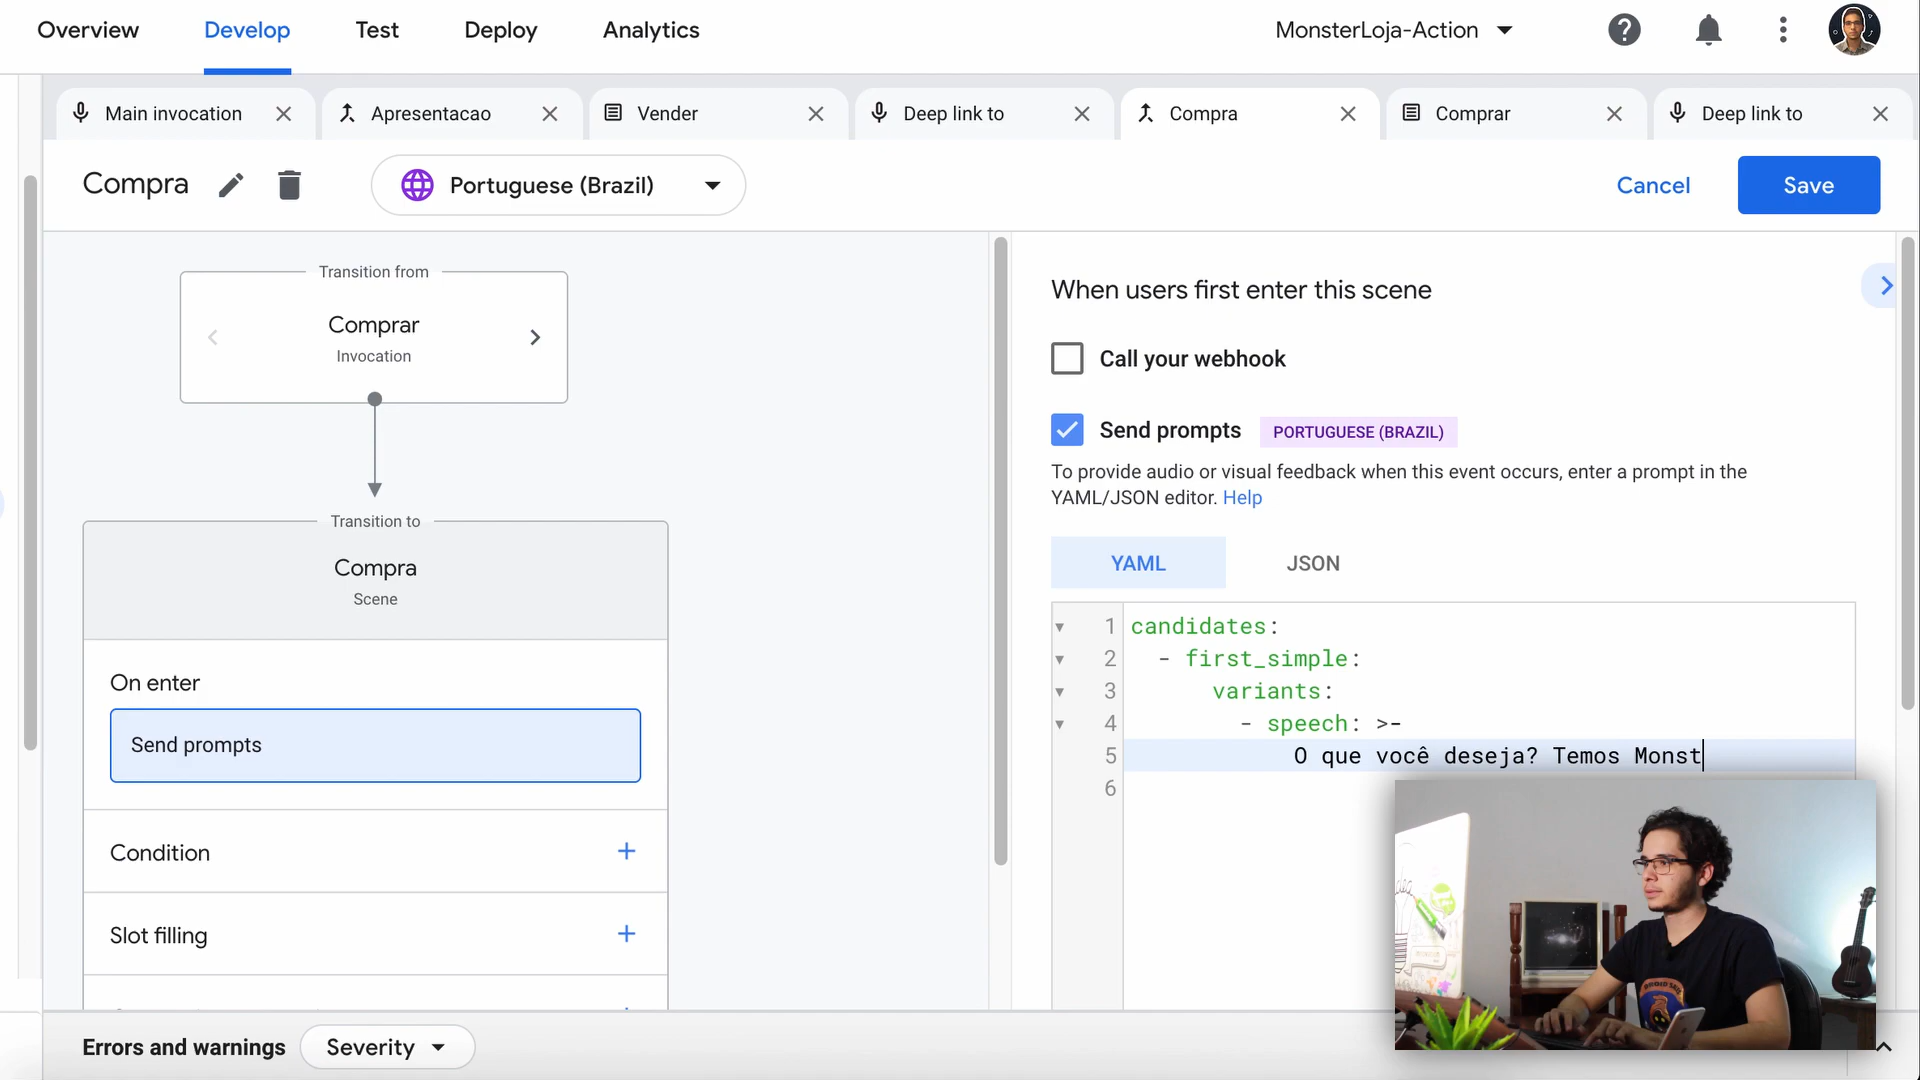 Overview Develop Test Deploy Analytics MonsterLoja-Action
Main invocation Apresentacao Vender Deep link to Compra Comprar Deep link to
Compra Portuguese (Brazil) Cancel Save
Transition from
Comprar
Invocation
Transition to
Compra
Scene
On enter
Send prompts
Condition +
Slot filling +
When users first enter this scene
Call your webhook
Send prompts PORTUGUESE (BRAZIL)
To provide audio or visual feedback when this event occurs, enter a prompt in the
YAML/JSON editor. Help
YAML JSON
1 candidates:
2 - first_simple:
3 variants:
4 - speech: >-
5 O que você deseja? Temos Monst
6
Errors and warnings Severity